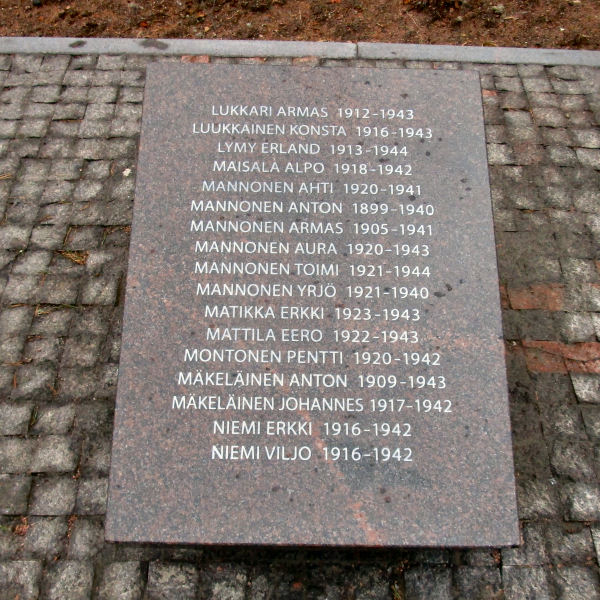 LUKKARI ARMAS 1912-1943
LUUKKAINEN KONSTA 1916-1943
LYMY ERLAND 1913-1944
MAISALA ALPO 1918-1942
MANNONEN AHTI 1920-1941
MANNONEN ANTON 1899-1940
MANNONEN ARMAS 1905-1941
MANNONEN AURA 1920-1943
MANNONEN TOIMI 1921-1944
MANNONEN YRJÖ 1921-1940
MATIKKA ERKKI 1923-1943
MATTILA EERO 1922-1943
MONTONEN PENTTI 1920-1942
MÄKELÄINEN ANTON 1909-1943
MÄKELÄINEN JOHANNES 1917-1942
NIEMI ERKKI 1916-1942
NIEMI VILJO 1916-1942